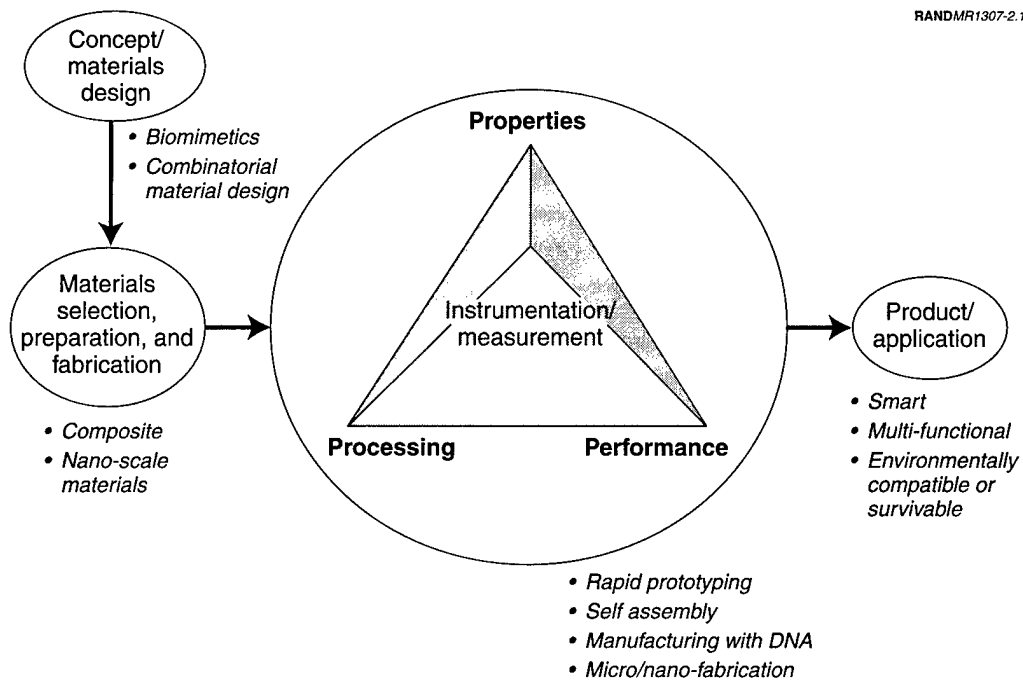 RANDMR1307-2.1
Concept/
materials
design
• Biomimetics
• Combinatorial
material design
Materials
selection,
preparation, and
fabrication
• Composite
• Nano-scale
materials
Properties
Instrumentation/
measurement
Processing
Performance
• Rapid prototyping
• Self assembly
• Manufacturing with DNA
• Micro/nano-fabrication
Product/
application
• Smart
• Multi-functional
• Environmentally
compatible or
survivable